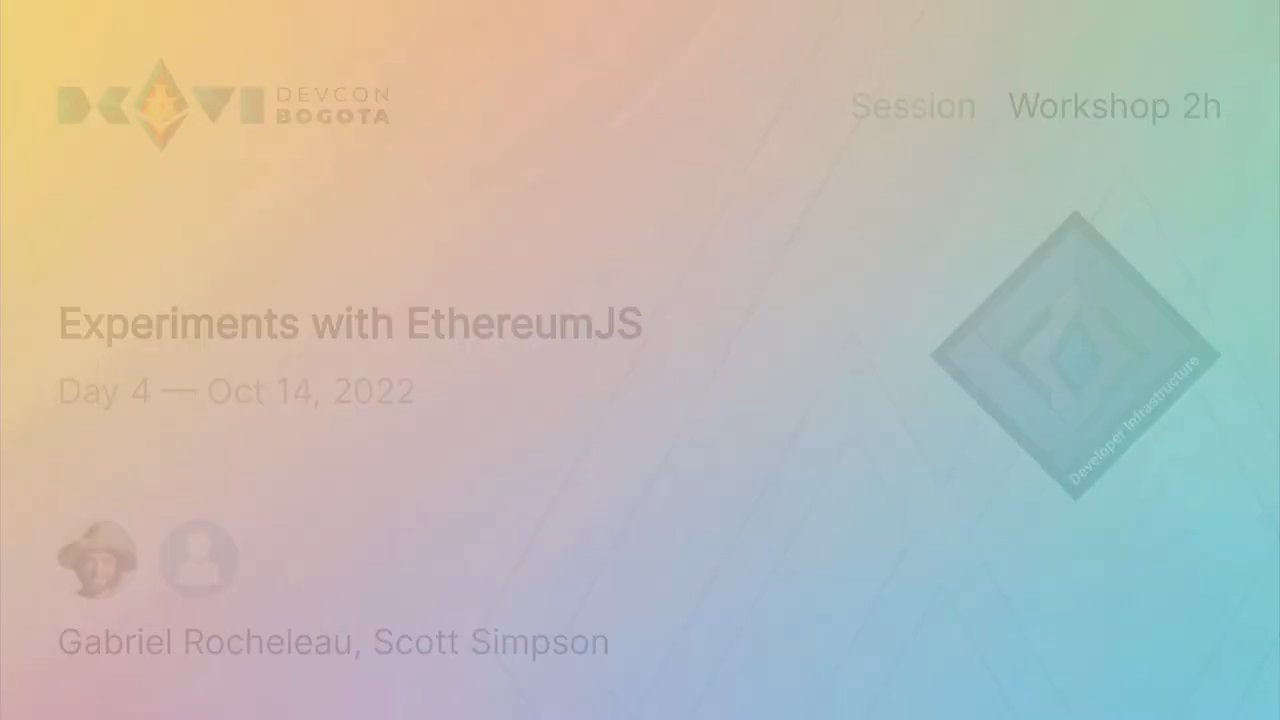 DEVCON
BOGOTA
Session Workshop 2h
Experiments with EthereumJS
Day 4 — Oct 14, 2022
Developer Infrastructure
Gabriel Rocheleau, Scott Simpson